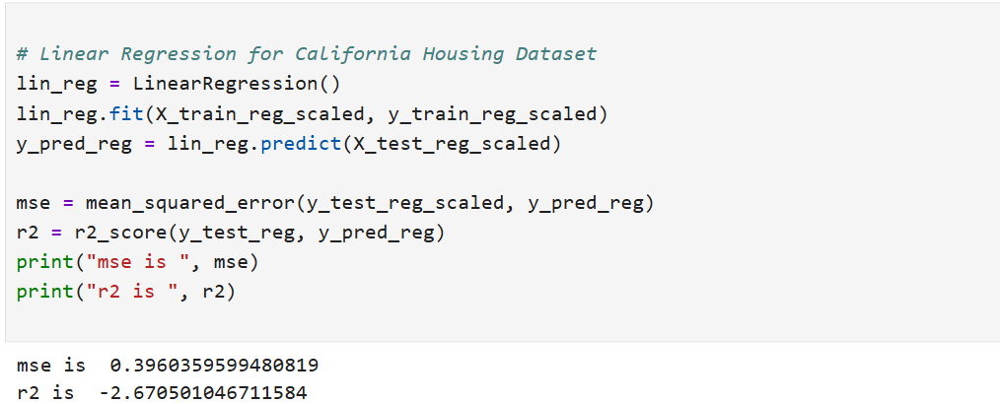 # Linear Regression for California Housing Dataset
lin_reg = LinearRegression()
lin_reg.fit(X_train_reg_scaled, y_train_reg_scaled)
y_pred_reg = lin_reg.predict(X_test_reg_scaled)
mse = mean_squared_error(y_test_reg_scaled, y_pred_reg)
r2 = r2_score(y_test_reg, y_pred_reg)
print("mse is ", mse)
print("r2 is ", r2)
mse is  0.3960359599480819
r2 is  -2.670501046711584